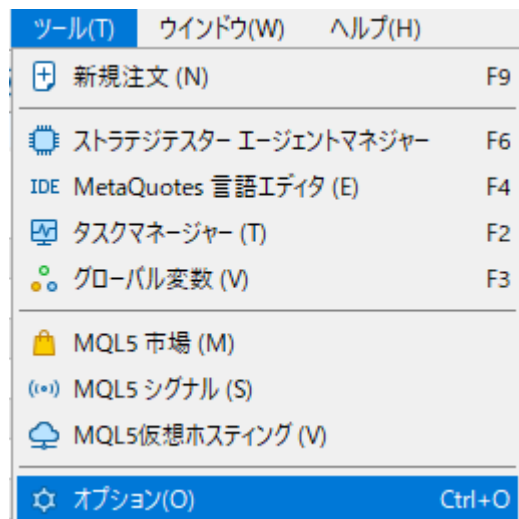 ツール(T) ウインドウ(W) ヘルプ(H)
新規注文 (N) F9
ストラテジテスター エージェントマネジャー F6
IDE MetaQuotes 言語エディタ (E) F4
タスクマネージャー (T) F2
グローバル変数 (V) F3
MQL5 市場 (M)
MQL5 シグナル (S)
MQL5仮想ホスティング (V)
オプション(O) Ctrl+O